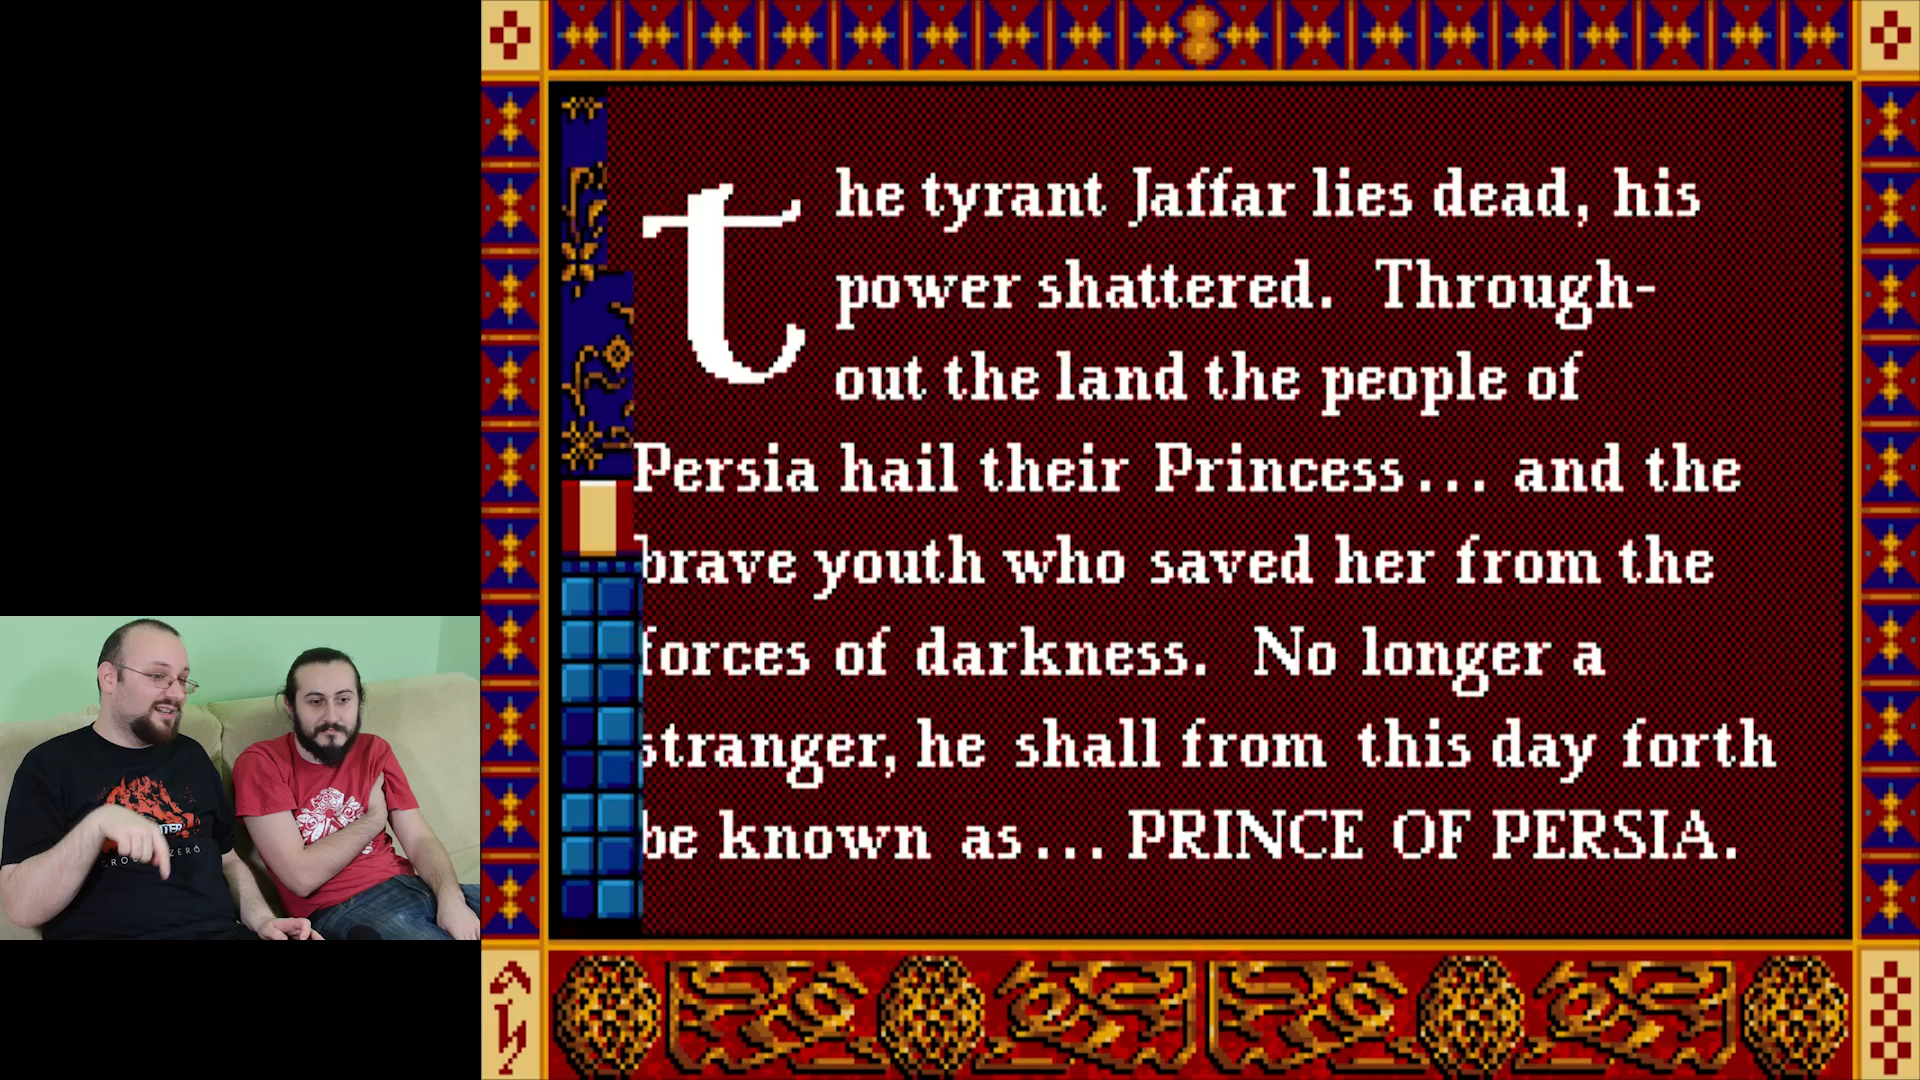 the tyrant Jaffar lies dead, his
power shattered. Through-
out the land the people of
Persia hail their Princess... and the
brave youth who saved her from the
forces of darkness. No longer a
stranger, he shall from this day forth
be known as... PRINCE OF PERSIA.